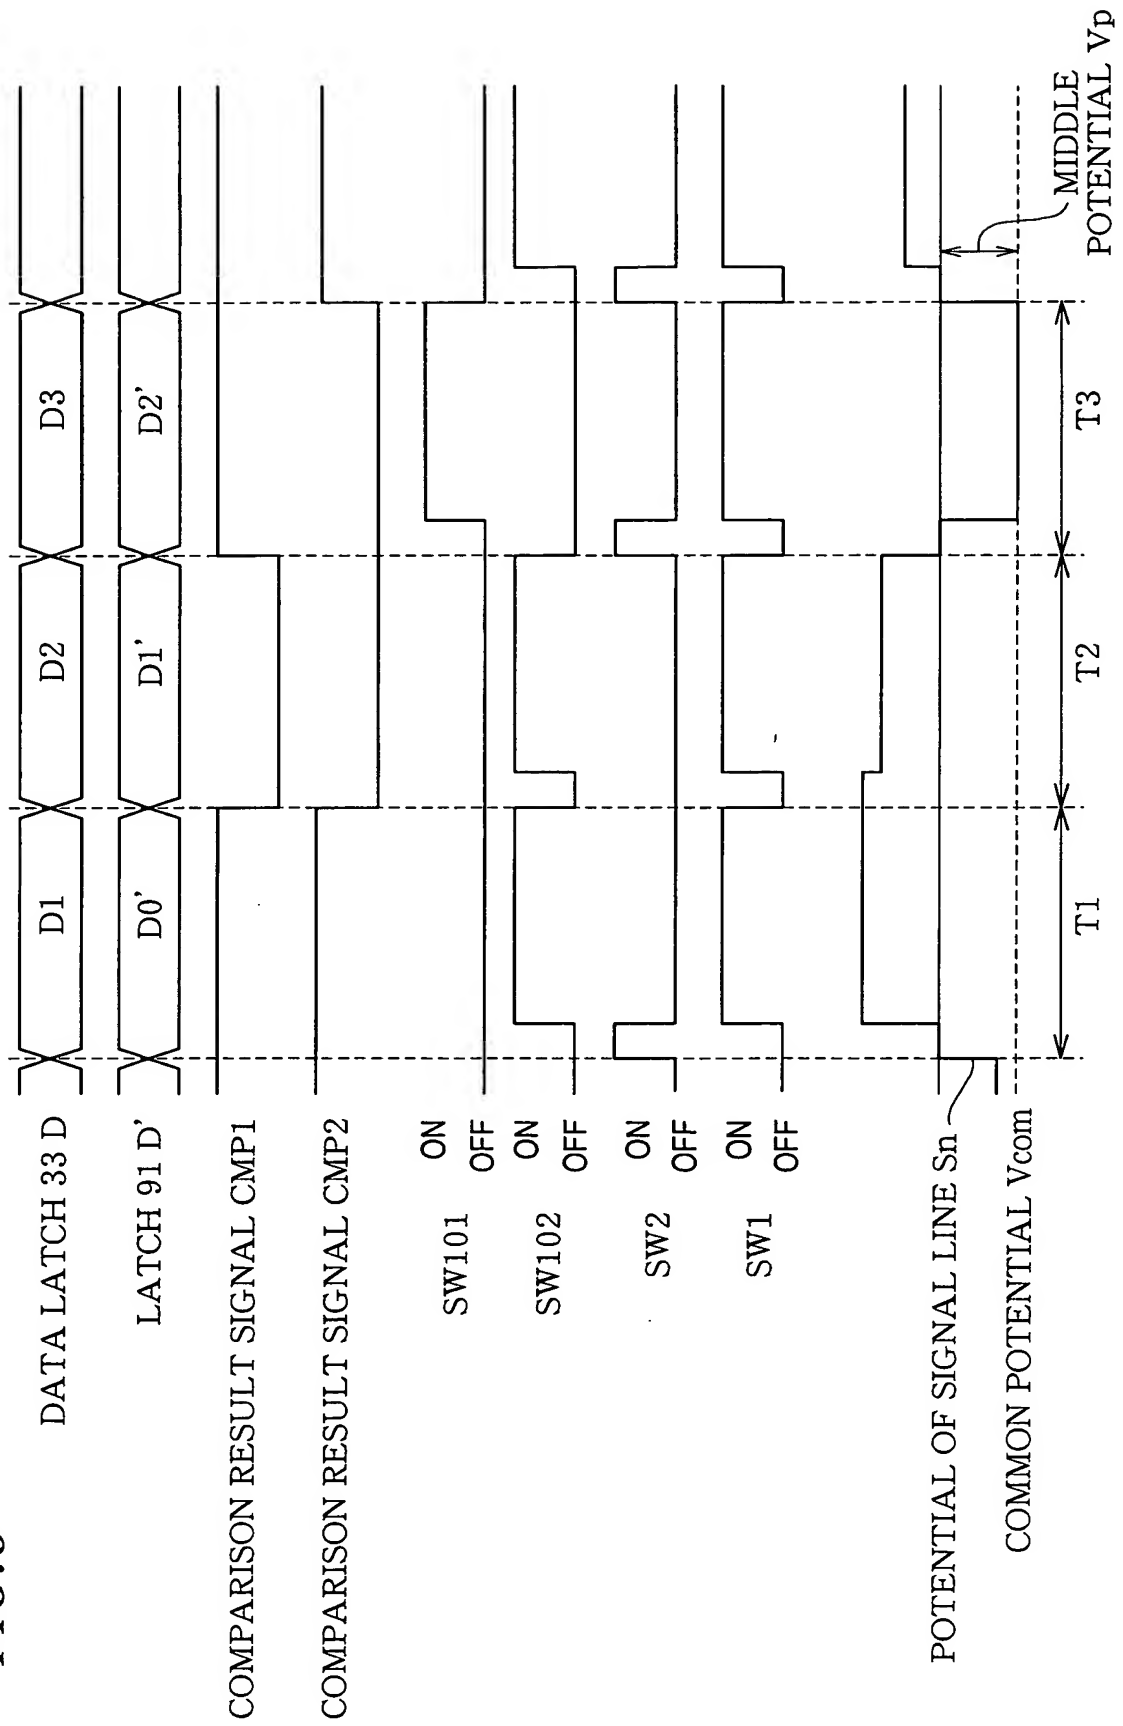 DATA LATCH 33 D
D1
D2
D3
LATCH 91 D'
D0'
D1'
D2'
COMPARISON RESULT SIGNAL CMP1
COMPARISON RESULT SIGNAL CMP2
SW101
ON
OFF
SW102
ON
OFF
SW2
ON
OFF
SW1
ON
OFF
POTENTIAL OF SIGNAL LINE Sn
COMMON POTENTIAL Vcom
T1
T2
T3
MIDDLE
POTENTIAL Vp